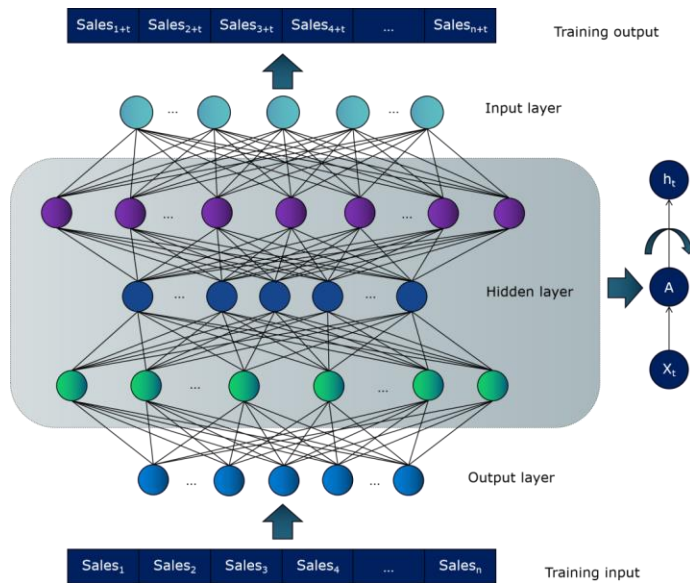 Sales1+t Sales2+t Sales3+t Sales4+t ... Salesn+t
Training output
... ...
Input layer
ht
... ...
... ...
Hidden layer
A
Xt
... ...
... ...
Output layer
Sales1 Sales2 Sales3 Sales4 ... Salesn
Training input